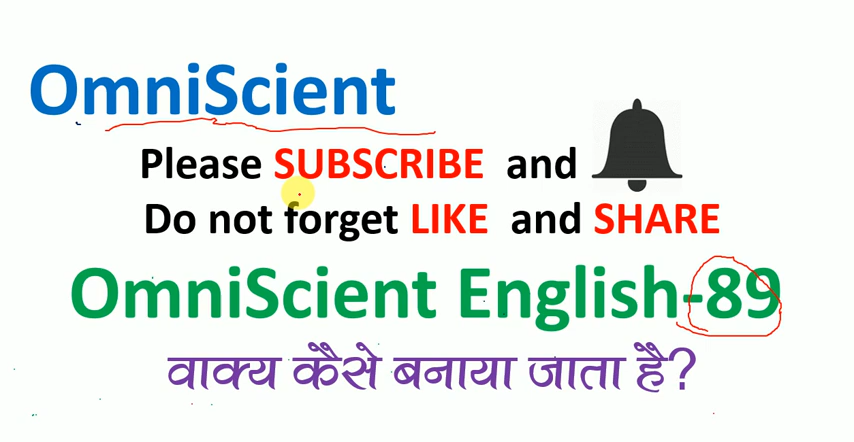 OmniScient
Please SUBSCRIBE and
Do not forget LIKE and SHARE
OmniScient English-89
वाक्य कैसे बनाया जाता है?